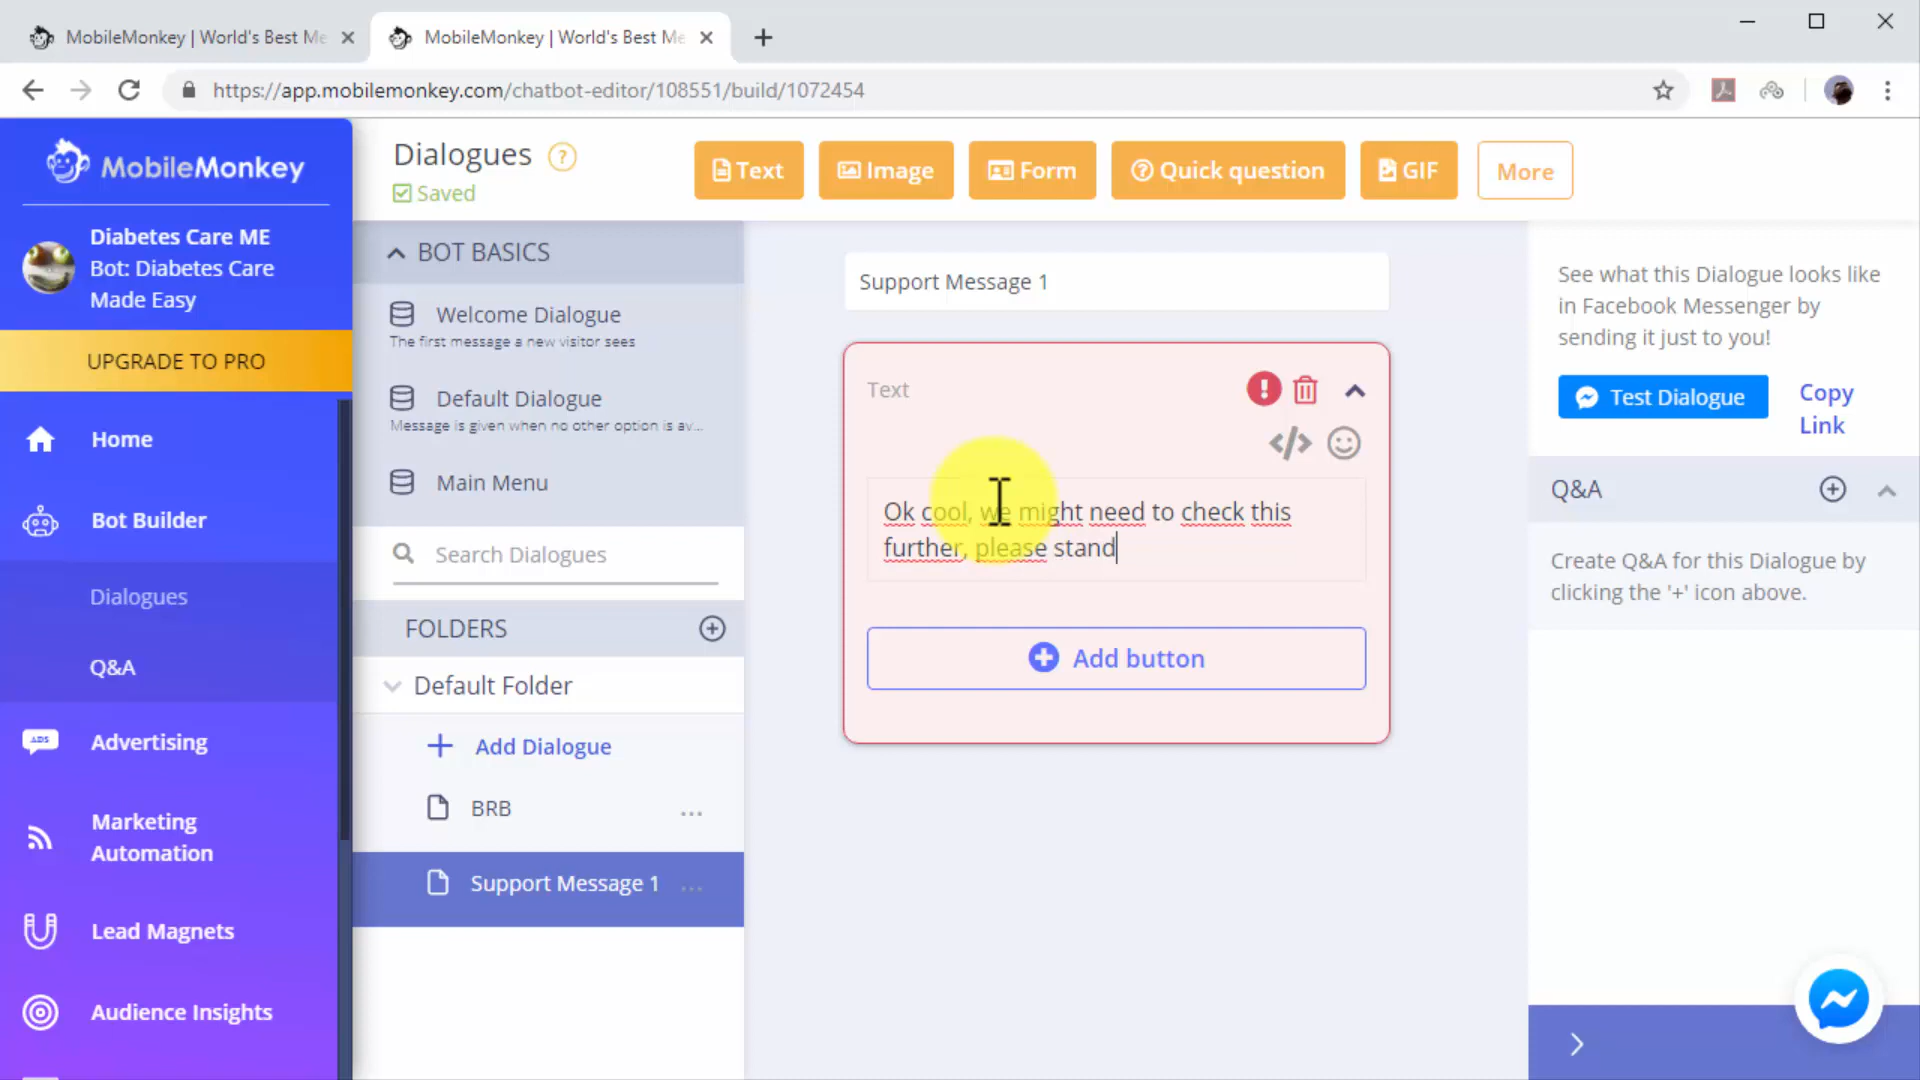 MobileMonkey | World's Best Me
MobileMonkey | World's Best Me
https://app.mobilemonkey.com/chatbot-editor/108551/build/1072454
MobileMonkey
Diabetes Care ME
Bot: Diabetes Care
Made Easy
UPGRADE TO PRO
Home
Bot Builder
Dialogues
Q&A
ADS
Advertising
Marketing
Automation
Lead Magnets
Audience Insights
Dialogues ?
Saved
Text
Image
Form
Quick question
GIF
More
BOT BASICS
Welcome Dialogue
The first message a new visitor sees
Default Dialogue
Message is given when no other option is av...
Main Menu
Search Dialogues
FOLDERS
Default Folder
Add Dialogue
BRB ...
Support Message 1 ...
Support Message 1
Text
Ok cool, we might need to check this
further, please stand
Add button
See what this Dialogue looks like
in Facebook Messenger by
sending it just to you!
Test Dialogue
Copy
Link
Q&A
Create Q&A for this Dialogue by
clicking the '+' icon above.